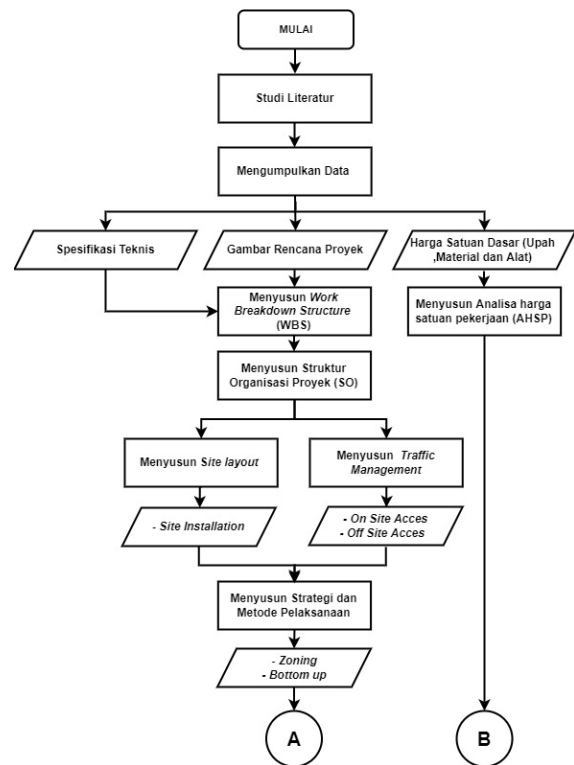 MULAI
Studi Literatur
Mengumpulkan Data
Spesifikasi Teknis
Gambar Rencana Proyek
Harga Satuan Dasar (Upah
,Material dan Alat)
Menyusun Work
Breakdown Structure
(WBS)
Menyusun Analisa harga
satuan pekerjaan (AHSP)
Menyusun Struktur
Organisasi Proyek (SO)
Menyusun Site layout
Menyusun Traffic
Management
- Site Installation
- On Site Acces
- Off Site Acces
Menyusun Strategi dan
Metode Pelaksanaan
- Zoning
- Bottom up
A
B